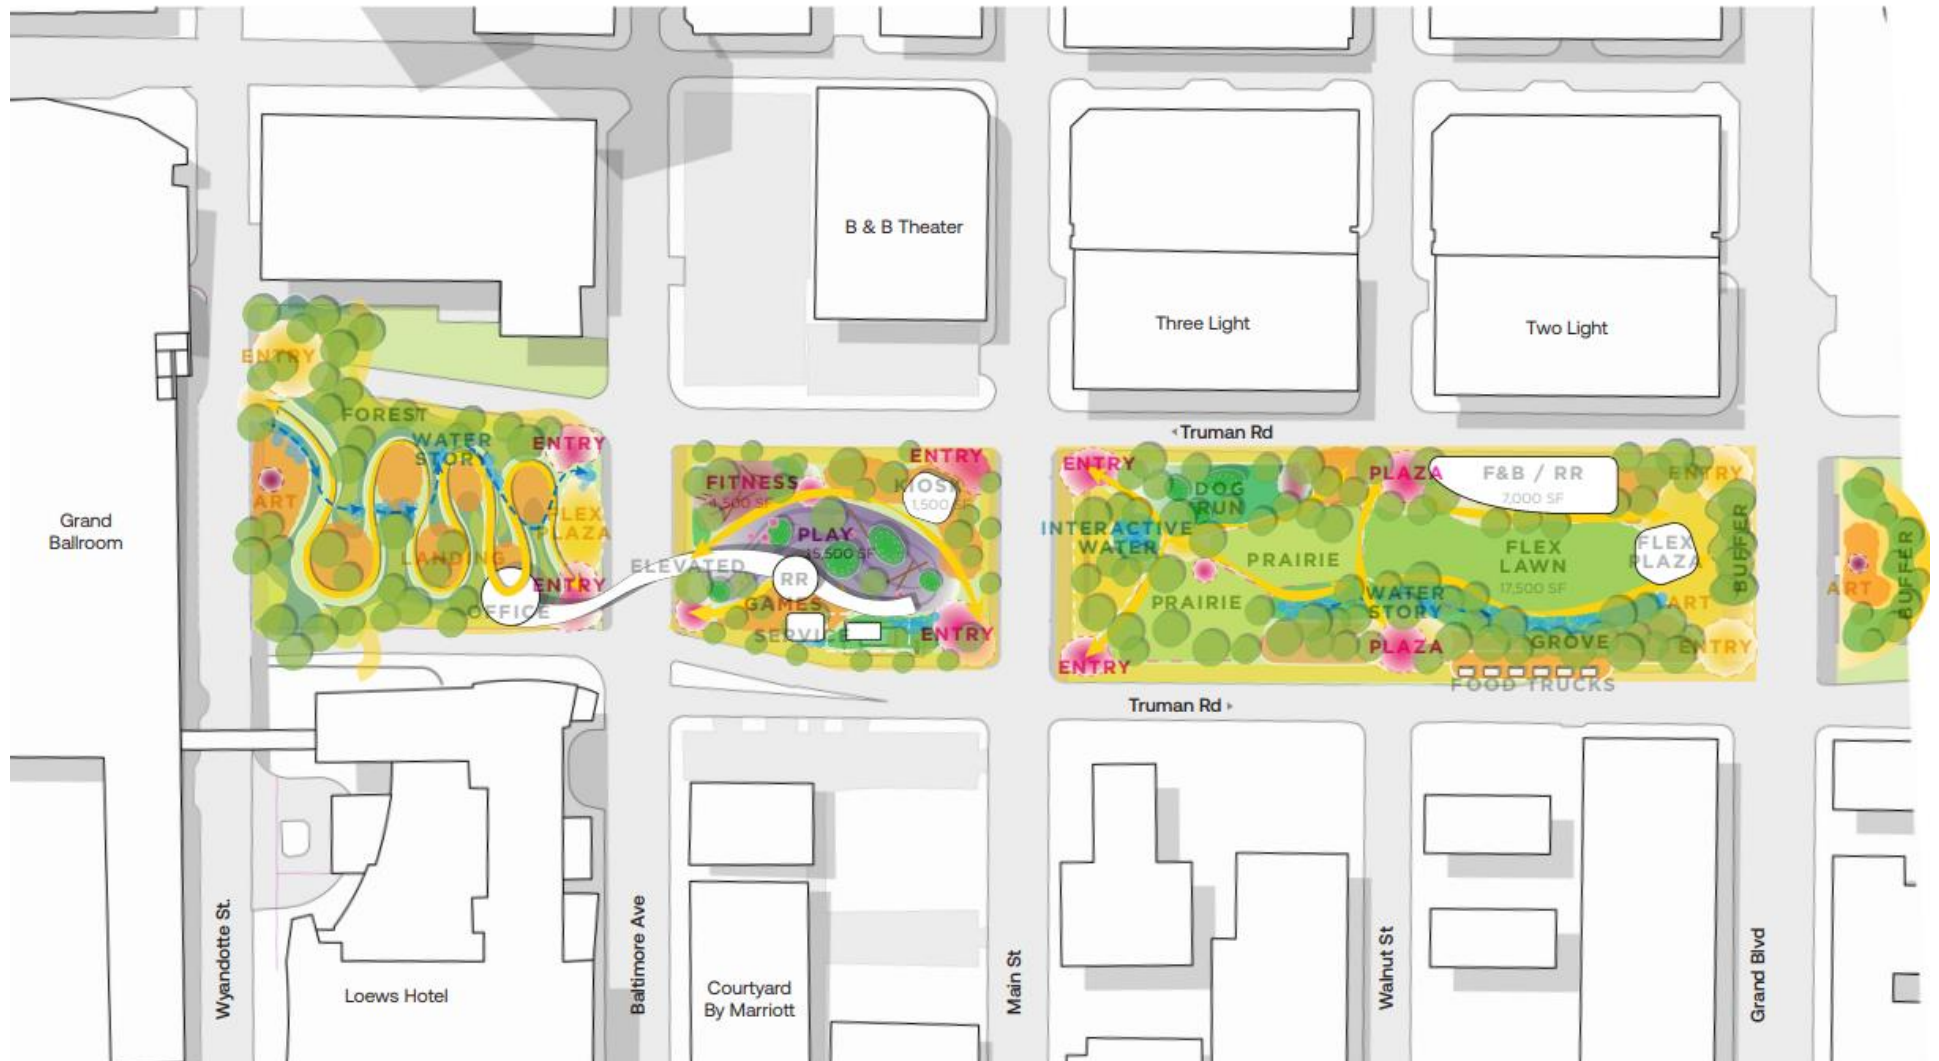 B & B Theater
Three Light
Two Light
ENTRY
FOREST
WATER
STORY
ENTRY
ART
FLEX
PLAZA
LANDING
ENTRY
OFFICE
Grand
Ballroom
FITNESS
4,500 SF
ENTRY
KIOSK
1,500 SF
PLAY
15,500 SF
ELEVATED
RR
GAMES
SERVICE
ENTRY
◂Truman Rd
ENTRY
DOG
RUN
INTERACTIVE
WATER
PRAIRIE
PRAIRIE
ENTRY
PLAZA
F&B / RR
7,000 SF
ENTRY
FLEX
LAWN
17,500 SF
FLEX
PLAZA
BUFFER
WATER
STORY
ART
GROVE
PLAZA
ENTRY
FOOD TRUCKS
ART
BUFFER
Truman Rd ▸
Wyandotte St.
Loews Hotel
Baltimore Ave
Courtyard
By Marriott
Main St
Walnut St
Grand Blvd